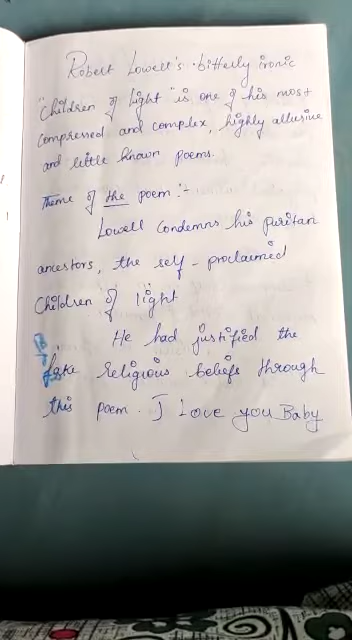 Robert Lowell's bitterly ironic
"Children of light" is one of his most
compressed and complex, highly allusive
and little known poems.
Theme of the poem :-
Lowell condemns his puritan
ancestors, the self-proclaimed
Children of light
He had justified the
fake religious beliefs through
this poem. I Love you Baby